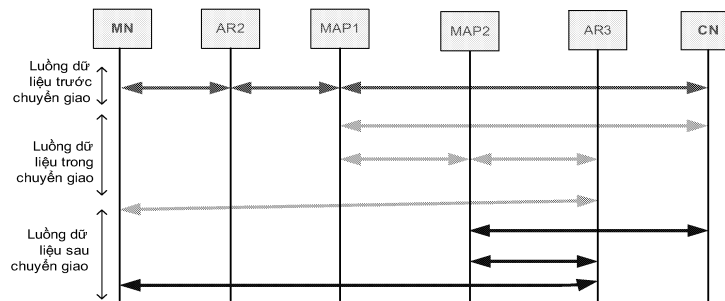 MN AR2 MAP1 MAP2 AR3 CN
Luồng dữ
liệu trước
chuyển giao
Luồng dữ
liệu trong
chuyển giao
Luồng dữ
liệu sau
chuyển giao